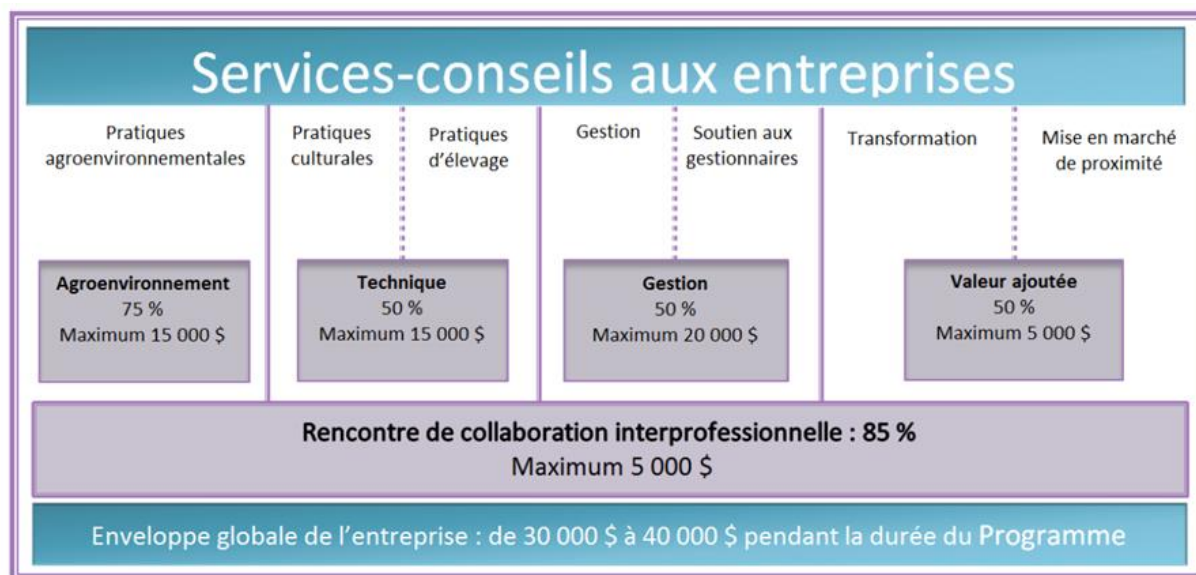 Services-conseils aux entreprises
Pratiques
agroenvironnementales
Pratiques
culturales
Pratiques
d'élevage
Gestion
Soutien aux
gestionnaires
Transformation
Mise en marché
de proximité
Agroenvironnement
75 %
Maximum 15 000 $
Technique
50 %
Maximum 15 000 $
Gestion
50 %
Maximum 20 000 $
Valeur ajoutée
50 %
Maximum 5 000 $
Rencontre de collaboration interprofessionnelle : 85 %
Maximum 5 000 $
Enveloppe globale de l'entreprise : de 30 000 $ à 40 000 $ pendant la durée du Programme